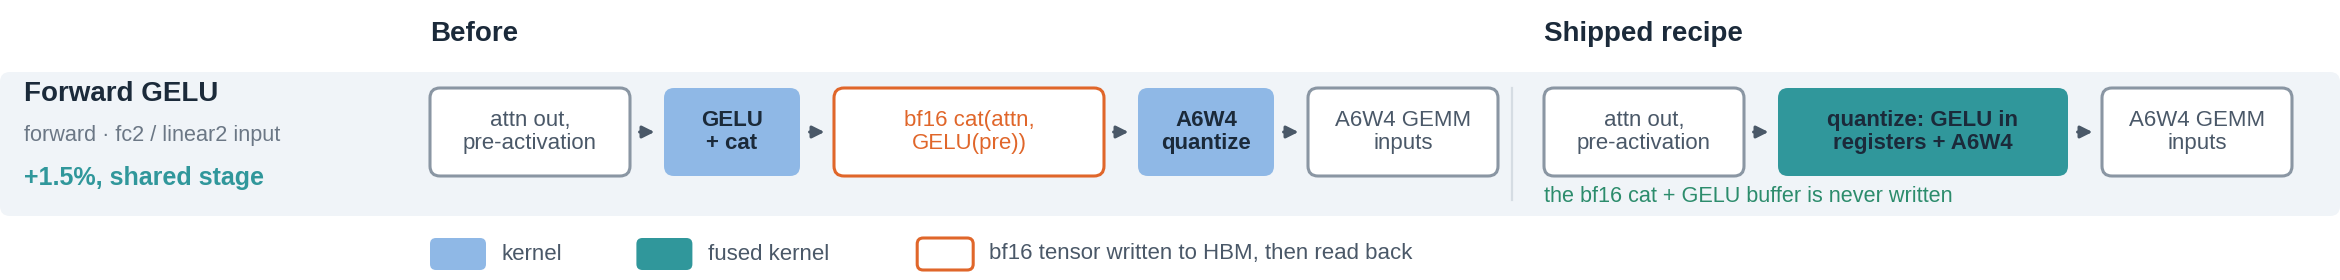 Before
Shipped recipe
Forward GELU
forward · fc2 / linear2 input
+1.5%, shared stage
attn out,
pre-activation
GELU
+ cat
bf16 cat(attn,
GELU(pre))
A6W4
quantize
A6W4 GEMM
inputs
attn out,
pre-activation
quantize: GELU in
registers + A6W4
A6W4 GEMM
inputs
the bf16 cat + GELU buffer is never written
kernel
fused kernel
bf16 tensor written to HBM, then read back